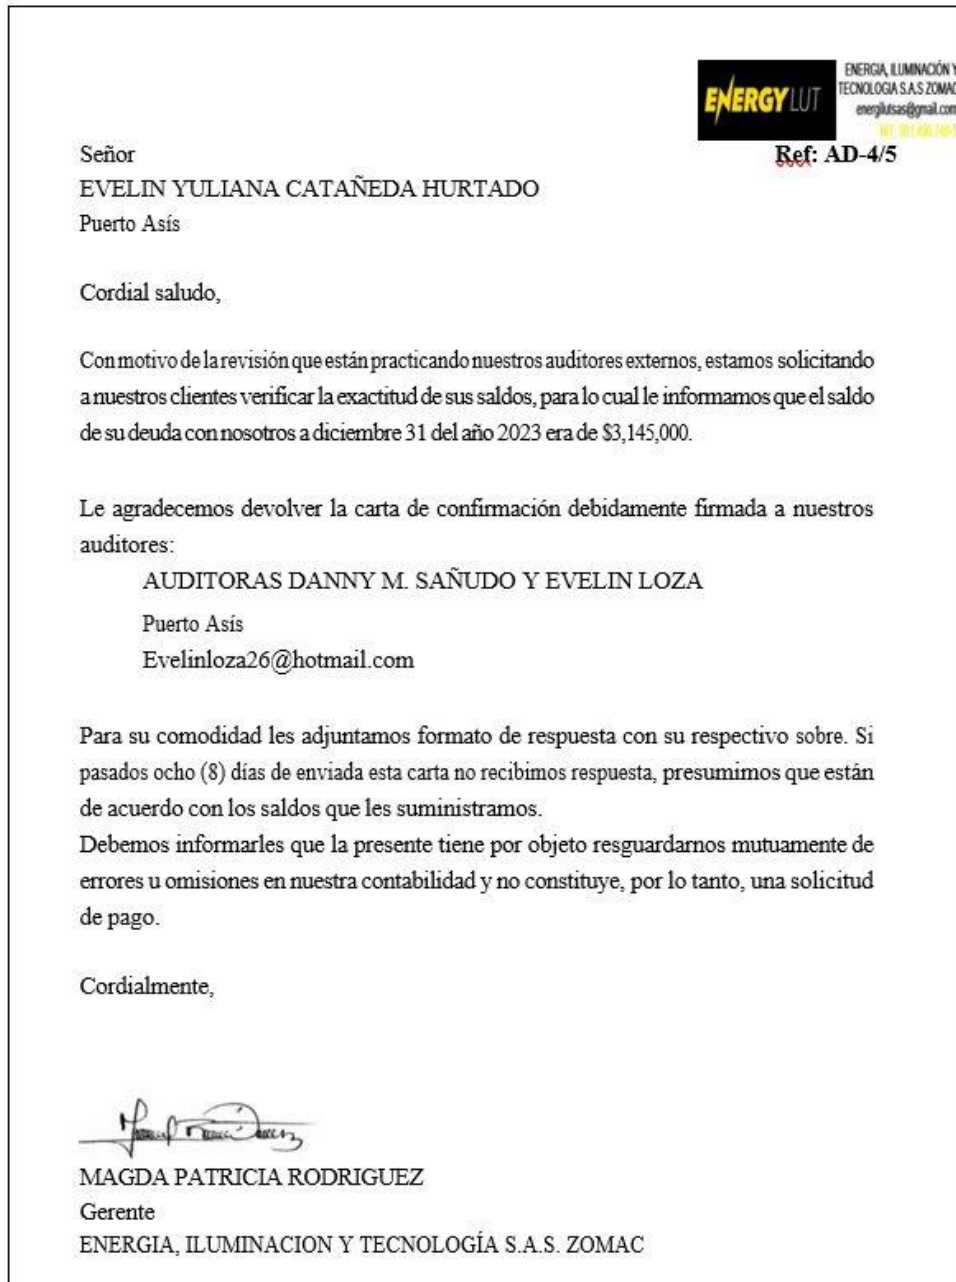 ENERGYLUT
ENERGIA, ILUMINACIÓN Y
TECNOLOGIA S.A.S ZOMAC
energilutsas@gmail.com
Ref: AD-4/5
Señor
EVELIN YULIANA CATAÑEDA HURTADO
Puerto Asís
Cordial saludo,
Con motivo de la revisión que están practicando nuestros auditores externos, estamos solicitando
a nuestros clientes verificar la exactitud de sus saldos, para lo cual le informamos que el saldo
de su deuda con nosotros a diciembre 31 del año 2023 era de $3,145,000.
Le agradecemos devolver la carta de confirmación debidamente firmada a nuestros
auditores:
AUDITORAS DANNY M. SAÑUDO Y EVELIN LOZA
Puerto Asís
Evelinloza26@hotmail.com
Para su comodidad les adjuntamos formato de respuesta con su respectivo sobre. Si
pasados ocho (8) días de enviada esta carta no recibimos respuesta, presumimos que están
de acuerdo con los saldos que les suministramos.
Debemos informarles que la presente tiene por objeto resguardarnos mutuamente de
errores u omisiones en nuestra contabilidad y no constituye, por lo tanto, una solicitud
de pago.
Cordialmente,
MAGDA PATRICIA RODRIGUEZ
Gerente
ENERGIA, ILUMINACION Y TECNOLOGÍA S.A.S. ZOMAC